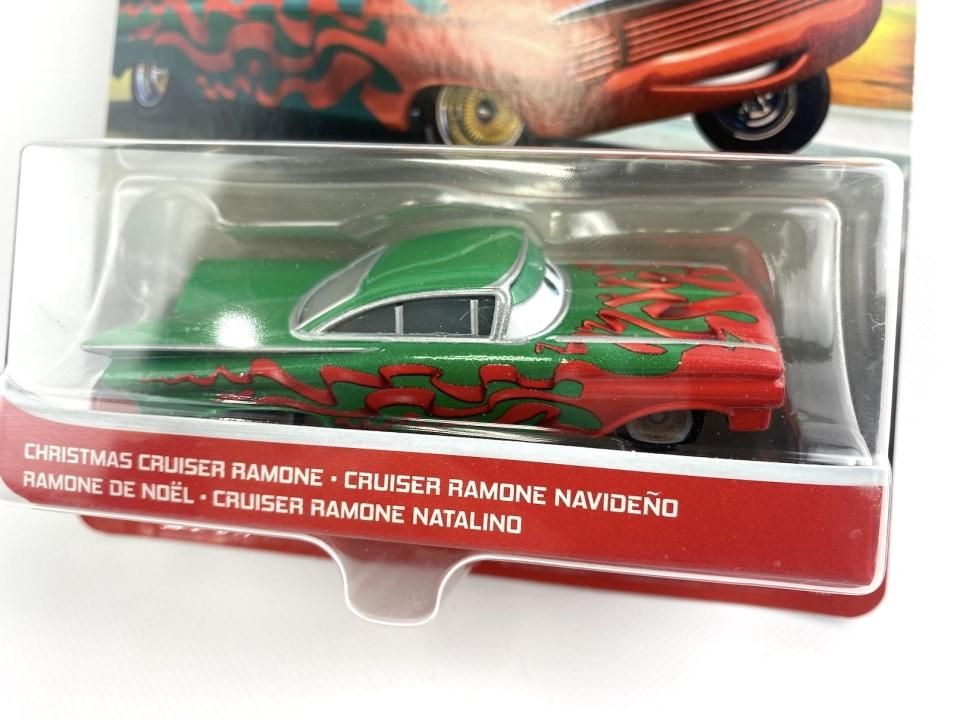 CHRISTMAS CRUISER RAMONE • CRUISER RAMONE NAVIDEÑO
RAMONE DE NOËL • CRUISER RAMONE NATALINO